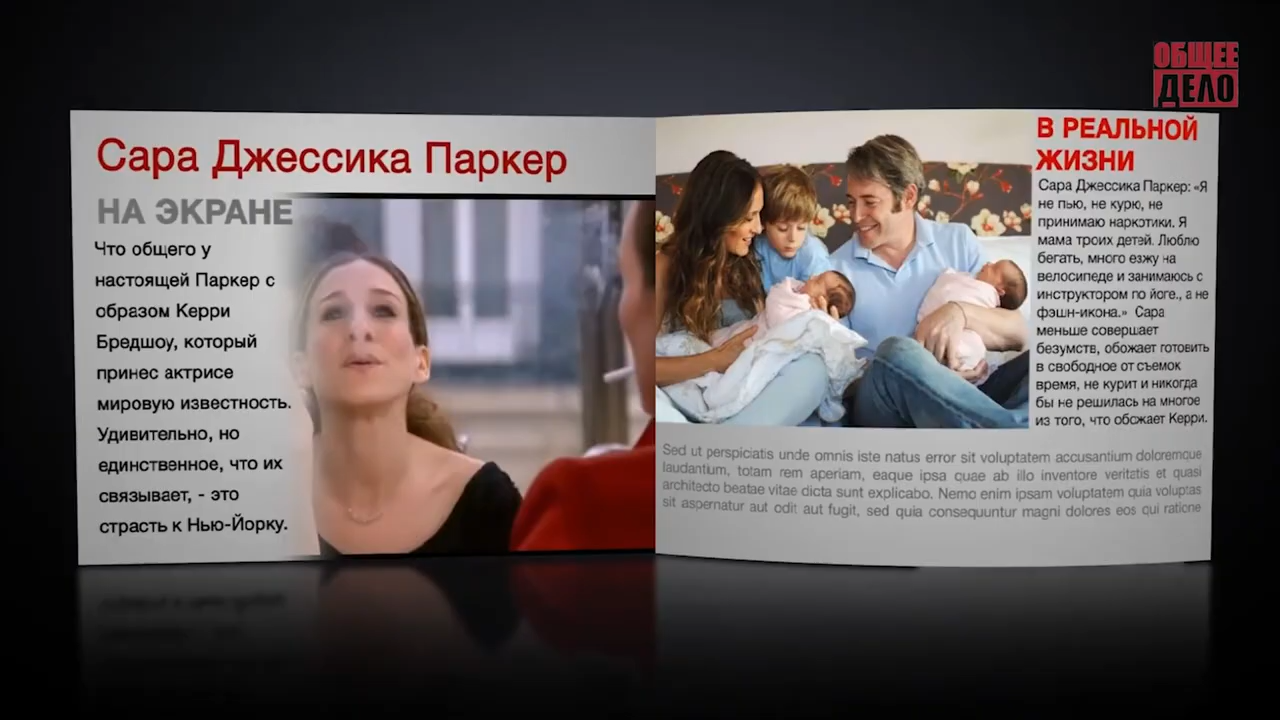 ОБЩЕЕ
ДЕЛО
Сара Джессика Паркер
НА ЭКРАНЕ
Что общего у
настоящей Паркер с
образом Керри
Бредшоу, который
принес актрисе
мировую известность.
Удивительно, но
единственное, что их
связывает, - это
страсть к Нью-Йорку.
В РЕАЛЬНОЙ
ЖИЗНИ
Сара Джессика Паркер: «Я
не пью, не курю, не
принимаю наркотики. Я
мама троих детей. Люблю
бегать, много езжу на
велосипеде и занимаюсь с
инструктором по йоге., а не
фэшн-икона.» Сара
меньше совершает
безумств, обожает готовить
в свободное от съемок
время, не курит и никогда
бы не решилась на многое
из того, что обожает Керри.
Sed ut perspiciatis unde omnis iste natus error sit voluptatem accusantium doloremque
laudantium, totam rem aperiam, eaque ipsa quae ab illo inventore veritatis et quasi
architecto beatae vitae dicta sunt explicabo. Nemo enim ipsam voluptatem quia voluptas
sit aspernatur aut odit aut fugit, sed quia consequuntur magni dolores eos qui ratione